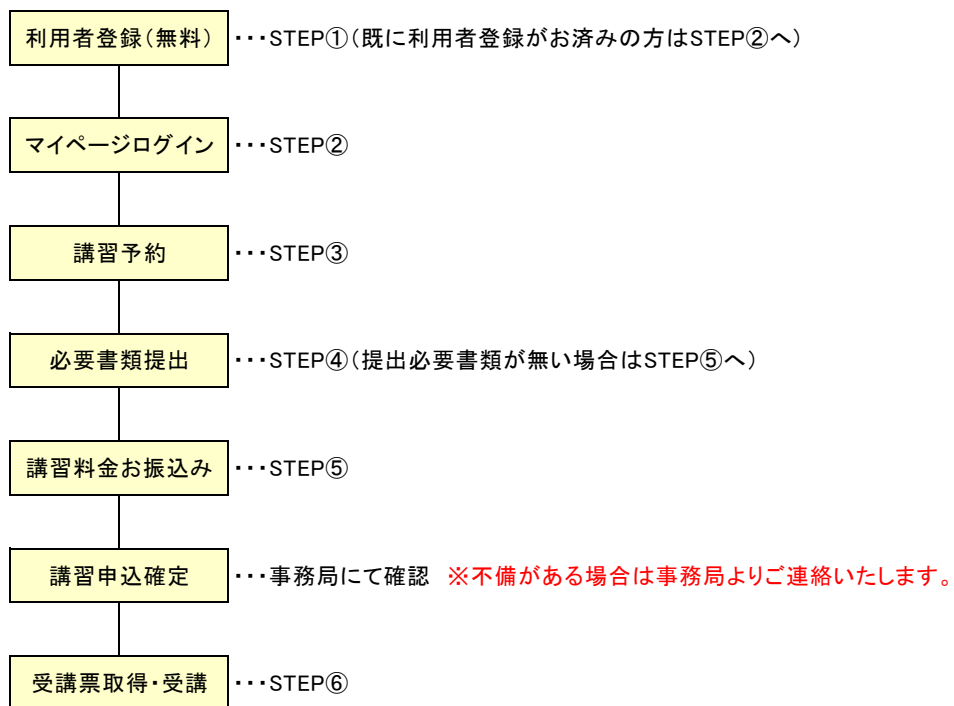 利用者登録（無料） ・・・STEP①（既に利用者登録がお済みの方はSTEP②へ）
マイページログイン ・・・STEP②
講習予約 ・・・STEP③
必要書類提出 ・・・STEP④（提出必要書類が無い場合はSTEP⑤へ）
講習料金お振込み ・・・STEP⑤
講習申込確定 ・・・事務局にて確認　※不備がある場合は事務局よりご連絡いたします。
受講票取得・受講 ・・・STEP⑥